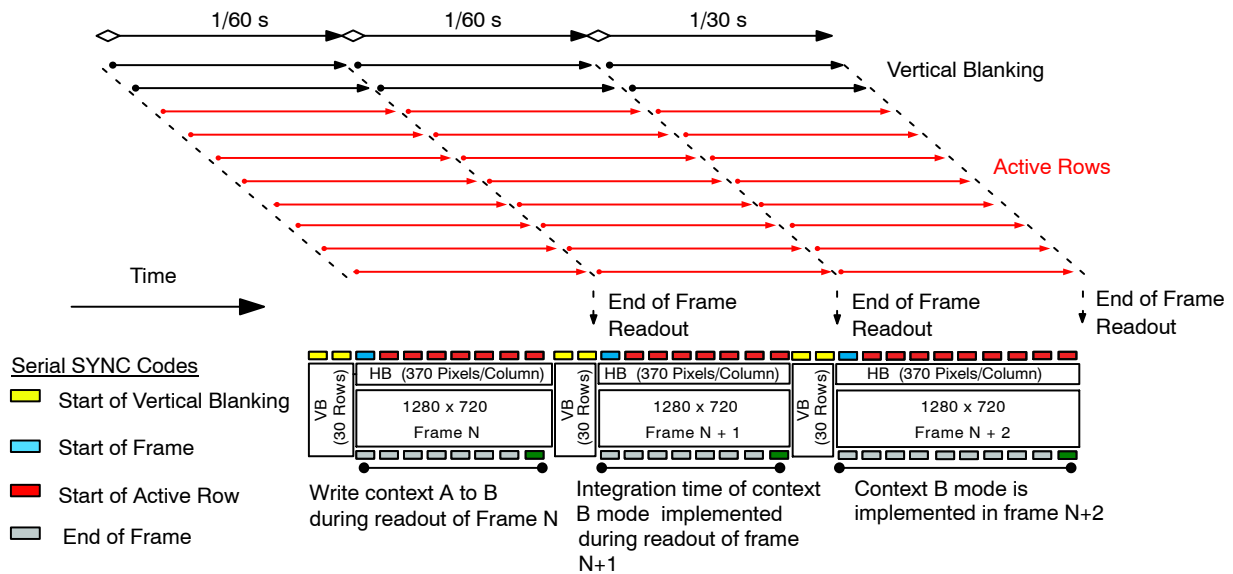 1/60 s
1/60 s
1/30 s
Vertical Blanking
Active Rows
Time
End of Frame
Readout
End of Frame
Readout
End of Frame
Readout
Serial SYNC Codes
Start of Vertical Blanking
Start of Frame
Start of Active Row
End of Frame
VB
(30 Rows)
HB (370 Pixels/Column)
1280 x 720
Frame N
VB
(30 Rows)
HB (370 Pixels/Column)
1280 x 720
Frame N + 1
VB
(30 Rows)
HB (370 Pixels/Column)
1280 x 720
Frame N + 2
Write context A to B
during readout of Frame N
Integration time of context
B mode implemented
during readout of frame
N+1
Context B mode is
implemented in frame N+2